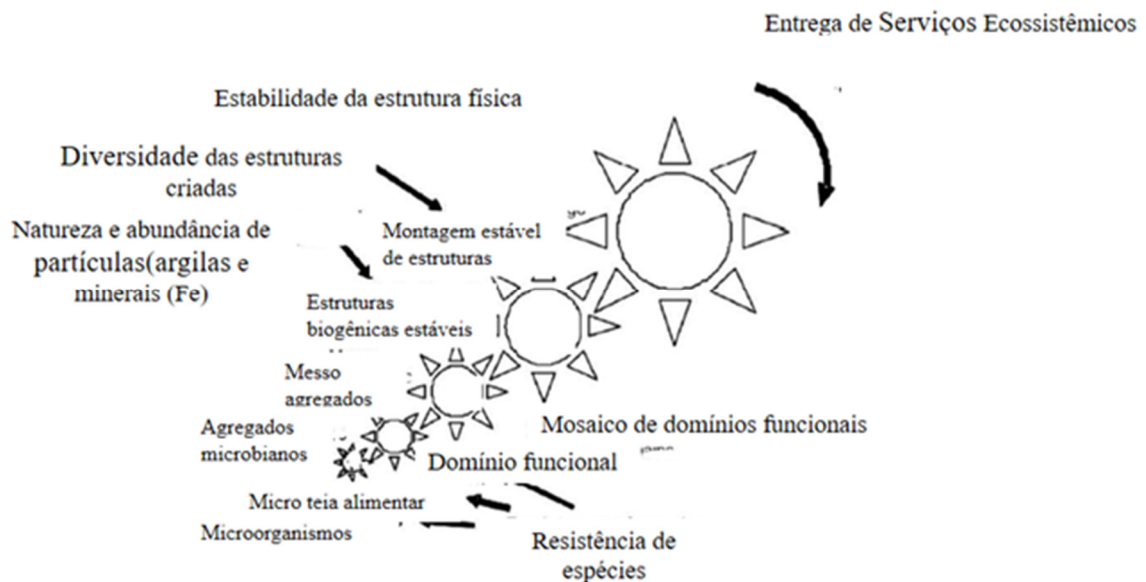 Entrega de Serviços Ecossistêmicos
Estabilidade da estrutura física
Diversidade das estruturas
criadas
Natureza e abundância de
partículas(argilas e
minerais (Fe)
Montagem estável
de estruturas
Estruturas
biogênicas estáveis
Messo
agregados
Agregados
microbianos
Mosaico de domínios funcionais
Domínio funcional
Micro teia alimentar
Microorganismos
Resistência de
espécies